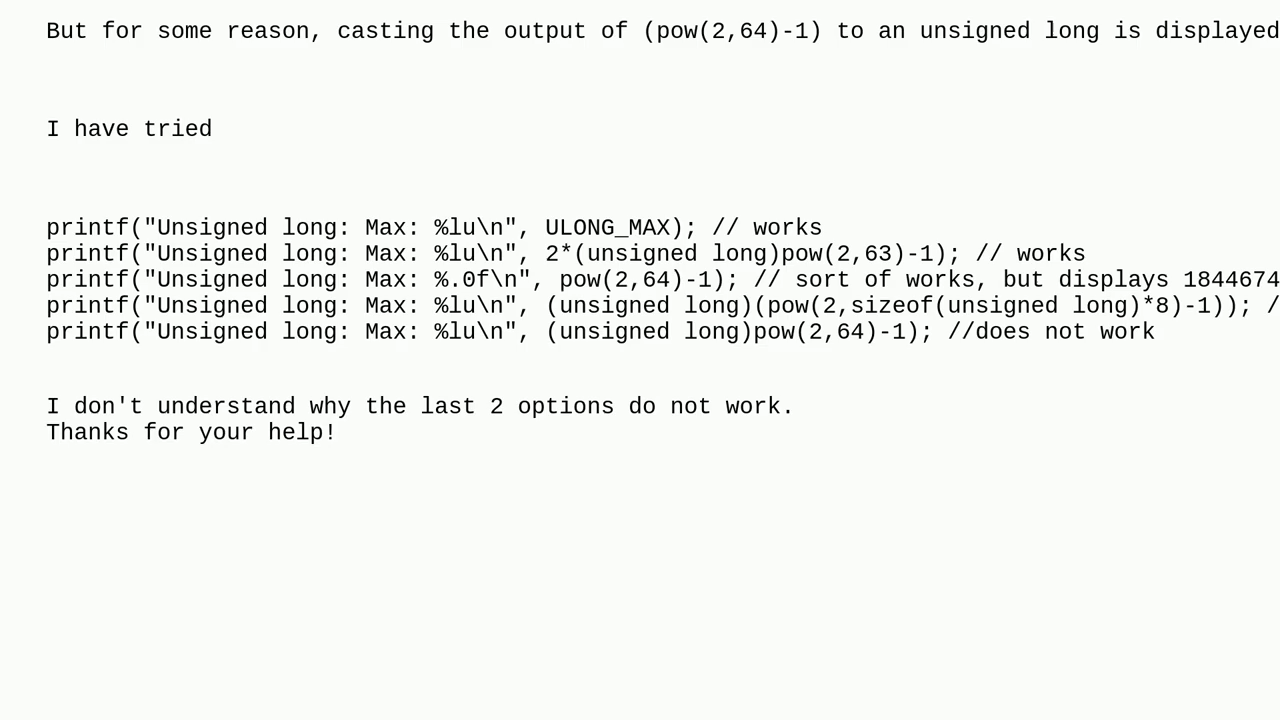 But for some reason, casting the output of (pow(2,64)-1) to an unsigned long is displayed
I have tried
printf("Unsigned long: Max: %lu\n", ULONG_MAX); // works
printf("Unsigned long: Max: %lu\n", 2*(unsigned long)pow(2,63)-1); // works
printf("Unsigned long: Max: %.0f\n", pow(2,64)-1); // sort of works, but displays 1844674
printf("Unsigned long: Max: %lu\n", (unsigned long)(pow(2,sizeof(unsigned long)*8)-1)); /
printf("Unsigned long: Max: %lu\n", (unsigned long)pow(2,64)-1); //does not work
I don't understand why the last 2 options do not work.
Thanks for your help!